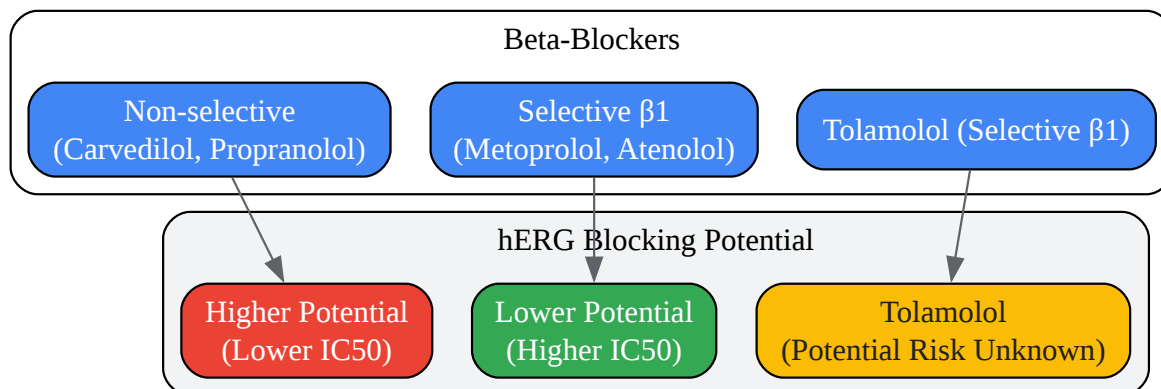 Beta-Blockers
Non-selective
(Carvedilol, Propranolol)
Selective β1
(Metoprolol, Atenolol)
Tolamolol (Selective β1)
hERG Blocking Potential
Higher Potential
(Lower IC50)
Lower Potential
(Higher IC50)
Tolamolol
(Potential Risk Unknown)